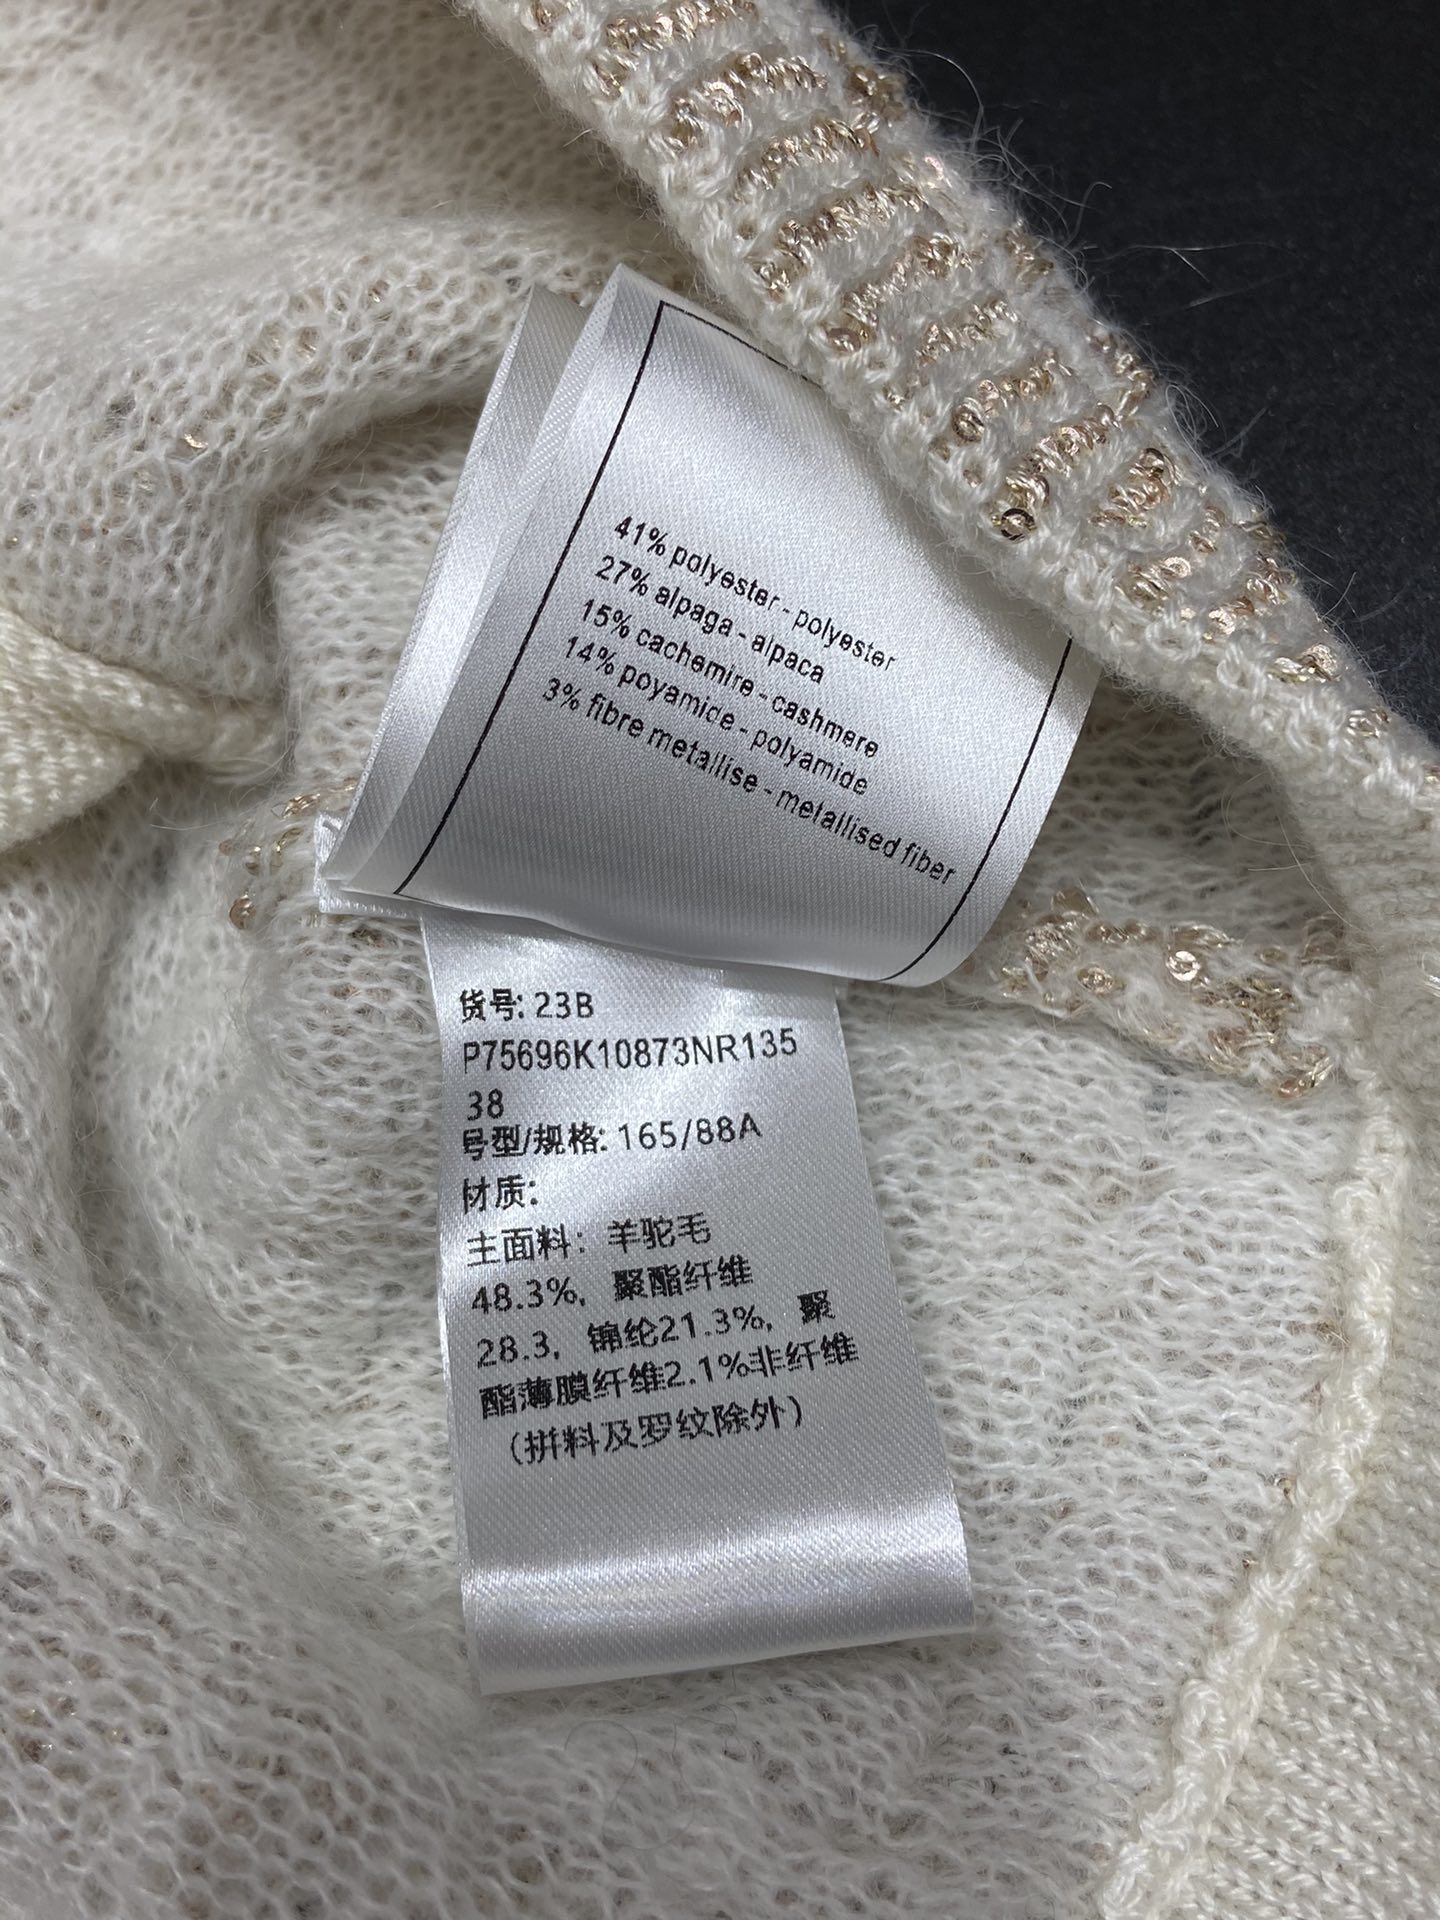 41% polyester - polyester
27% alpaga - alpaca
15% cachemire - cashmere
14% poyamide - polyamide
3% fibre metallise - metallised fiber
货号: 23B
P75696K10873NR135
38
号型/规格: 165/88A
材质:
主面料: 羊驼毛
48.3%, 聚酯纤维
28.3, 锦纶21.3%, 聚
酯薄膜纤维2.1%非纤维
(拼料及罗纹除外)